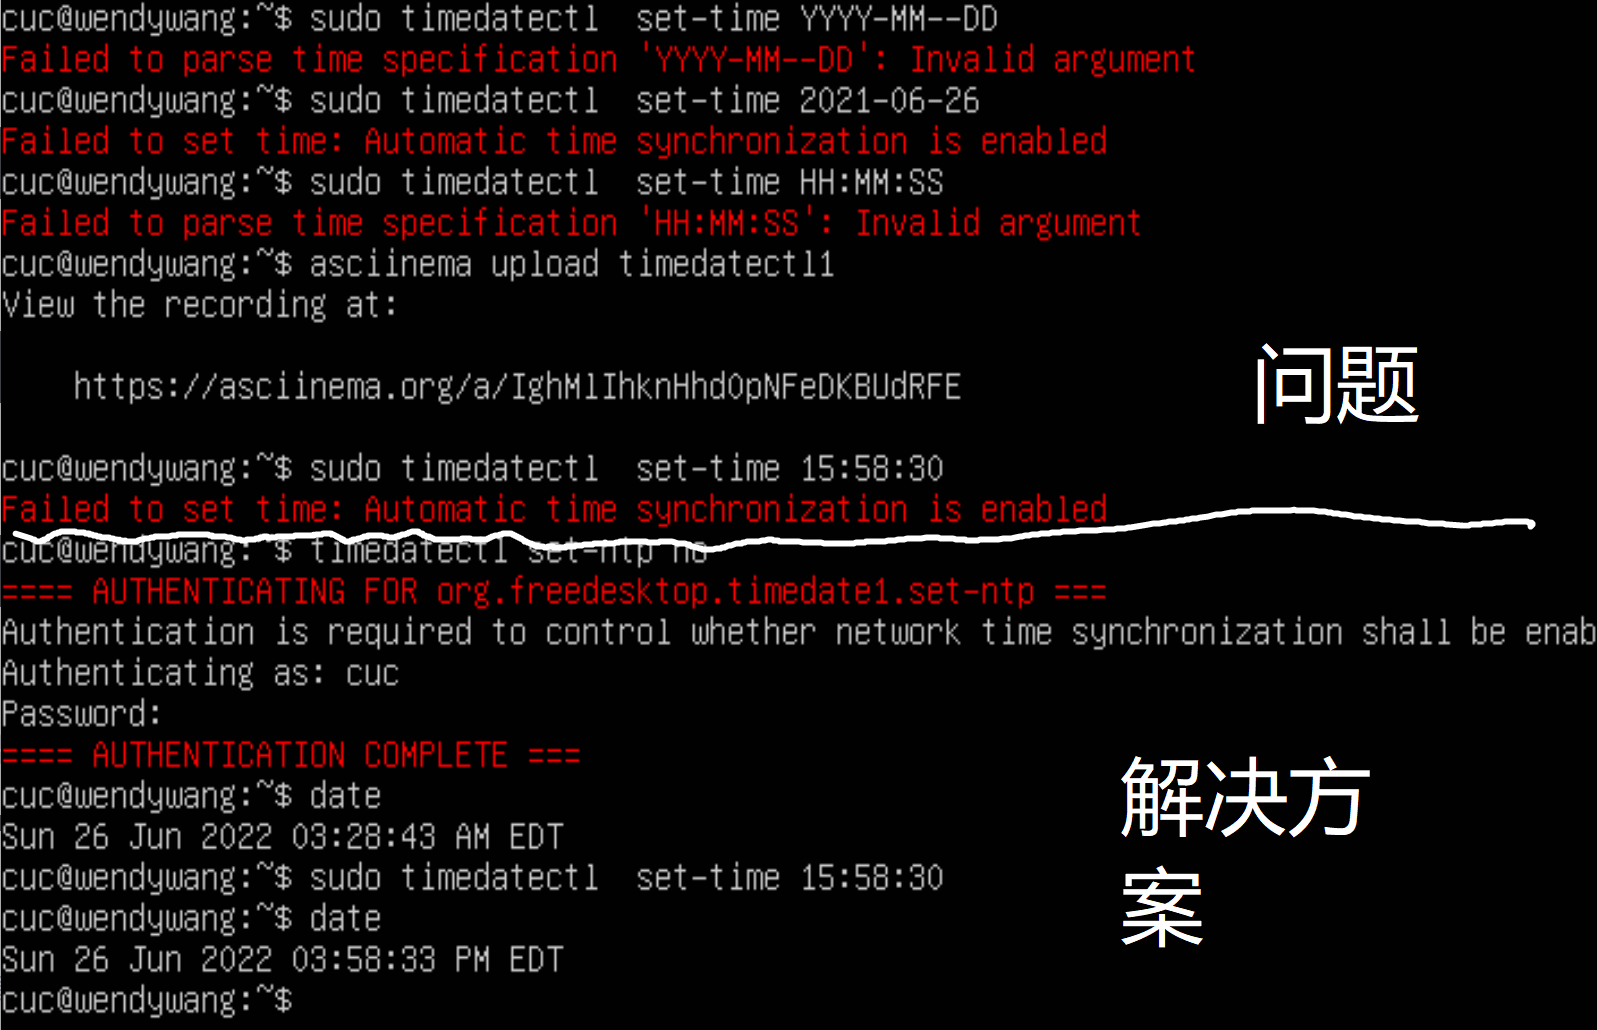 cuc@wendywang:~$ sudo timedatectl  set-time YYYY-MM--DD
Failed to parse time specification 'YYYY-MM--DD': Invalid argument
cuc@wendywang:~$ sudo timedatectl  set-time 2021-06-26
Failed to set time: Automatic time synchronization is enabled
cuc@wendywang:~$ sudo timedatectl  set-time HH:MM:SS
Failed to parse time specification 'HH:MM:SS': Invalid argument
cuc@wendywang:~$ asciinema upload timedatectl1
View the recording at:
https://asciinema.org/a/IghMlIhknHhdOpNFeDKBUdRFE
问题
cuc@wendywang:~$ sudo timedatectl  set-time 15:58:30
Failed to set time: Automatic time synchronization is enabled
cuc@wendywang:~$ timedatectl set-ntp no
==== AUTHENTICATING FOR org.freedesktop.timedate1.set-ntp ===
Authentication is required to control whether network time synchronization shall be enab
Authenticating as: cuc
Password:
==== AUTHENTICATION COMPLETE ===
cuc@wendywang:~$ date
Sun 26 Jun 2022 03:28:43 AM EDT
cuc@wendywang:~$ sudo timedatectl  set-time 15:58:30
cuc@wendywang:~$ date
Sun 26 Jun 2022 03:58:33 PM EDT
cuc@wendywang:~$
解决方
案